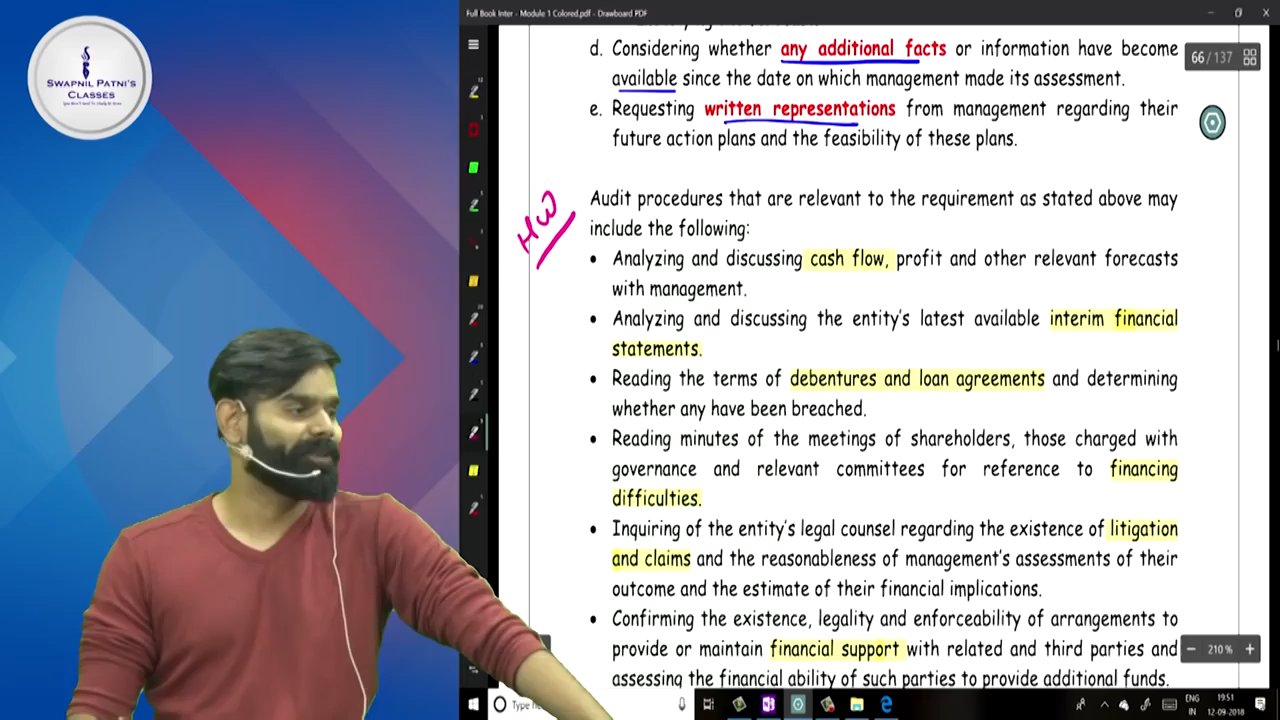 Full Book Inter - Module 1 Colored.pdf - Drawboard PDF
d. Considering whether any additional facts or information have become
available since the date on which management made its assessment.
66 / 137
e. Requesting written representations from management regarding their
future action plans and the feasibility of these plans.
SWAPNIL PATNI'S
CLASSES
HW
Audit procedures that are relevant to the requirement as stated above may
include the following:
• Analyzing and discussing cash flow, profit and other relevant forecasts
with management.
• Analyzing and discussing the entity's latest available interim financial
statements.
• Reading the terms of debentures and loan agreements and determining
whether any have been breached.
• Reading minutes of the meetings of shareholders, those charged with
governance and relevant committees for reference to financing
difficulties.
• Inquiring of the entity's legal counsel regarding the existence of litigation
and claims and the reasonableness of management's assessments of their
outcome and the estimate of their financial implications.
• Confirming the existence, legality and enforceability of arrangements to
provide or maintain financial support with related and third parties and
assessing the financial ability of such parties to provide additional funds.
210 %
Type
ENG
IN
19:51
12-09-2018